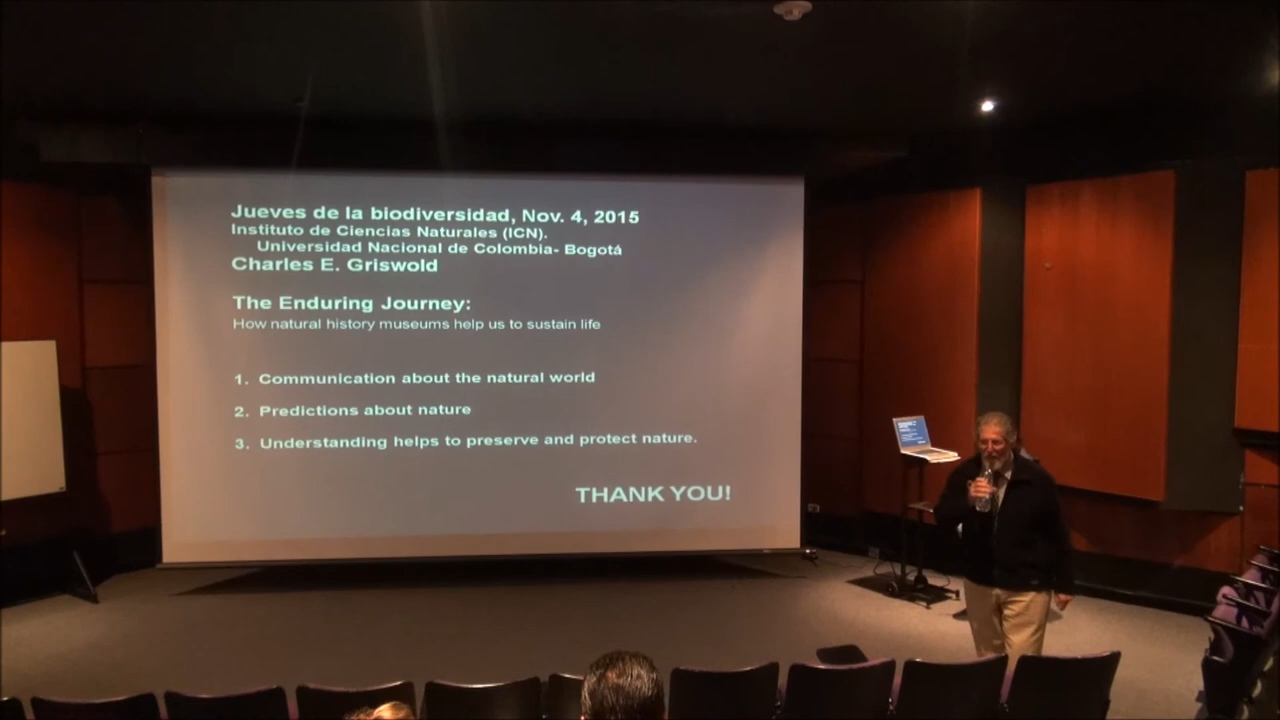 Jueves de la biodiversidad, Nov. 4, 2015
Instituto de Ciencias Naturales (ICN).
Universidad Nacional de Colombia- Bogotá
Charles E. Griswold
The Enduring Journey:
How natural history museums help us to sustain life
1. Communication about the natural world
2. Predictions about nature
3. Understanding helps to preserve and protect nature.
THANK YOU!